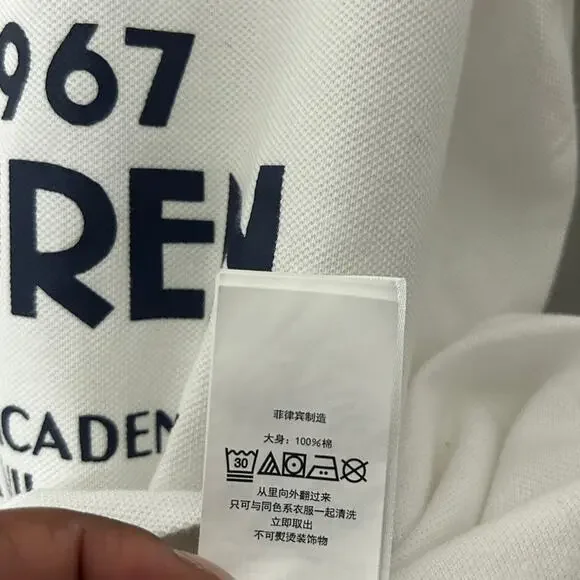 967
REN
ACADEM
菲律宾制造
大身：100%棉
30
从里向外翻过来
只可与同色系衣服一起清洗
立即取出
不可熨烫装饰物